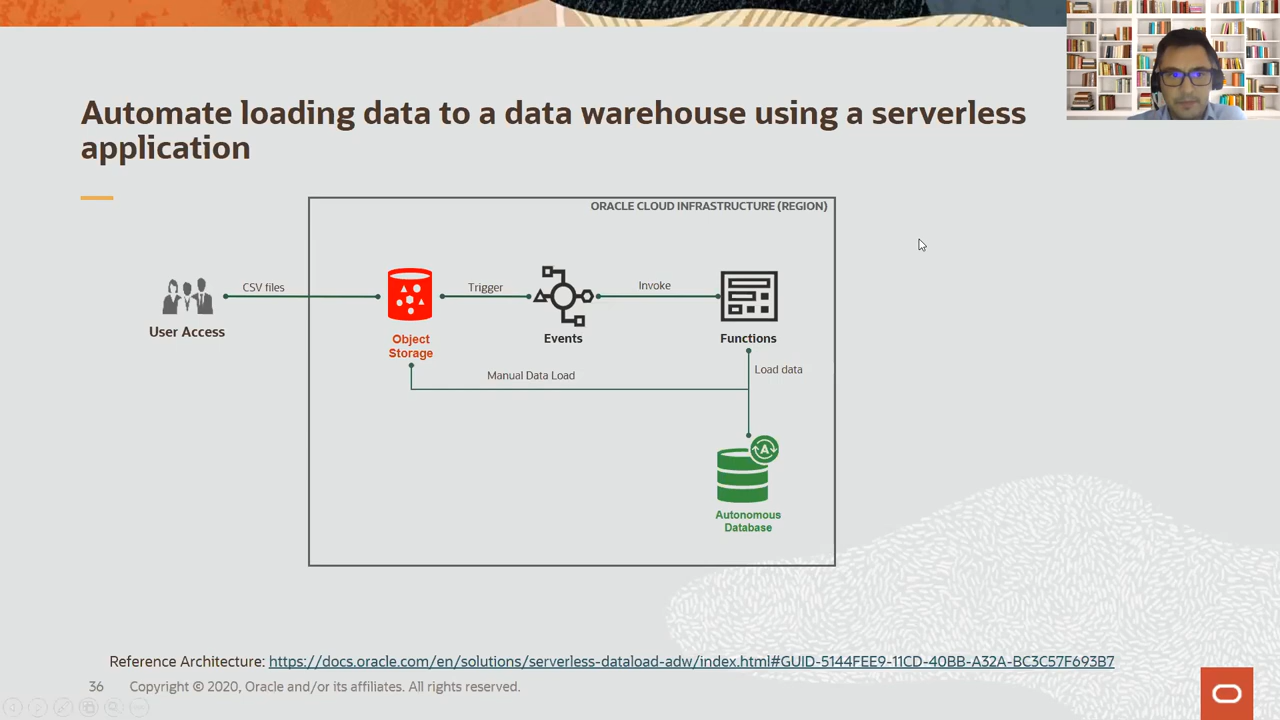 Automate loading data to a data warehouse using a serverless
application
ORACLE CLOUD INFRASTRUCTURE (REGION)
CSV files
Trigger
Invoke
User Access
Object
Storage
Events
Functions
Manual Data Load
Load data
A
Autonomous
Database
Reference Architecture: https://docs.oracle.com/en/solutions/serverless-dataload-adw/index.html#GUID-5144FEE9-11CD-40BB-A32A-BC3C57F693B7
36 Copyright © 2020, Oracle and/or its affiliates. All rights reserved.